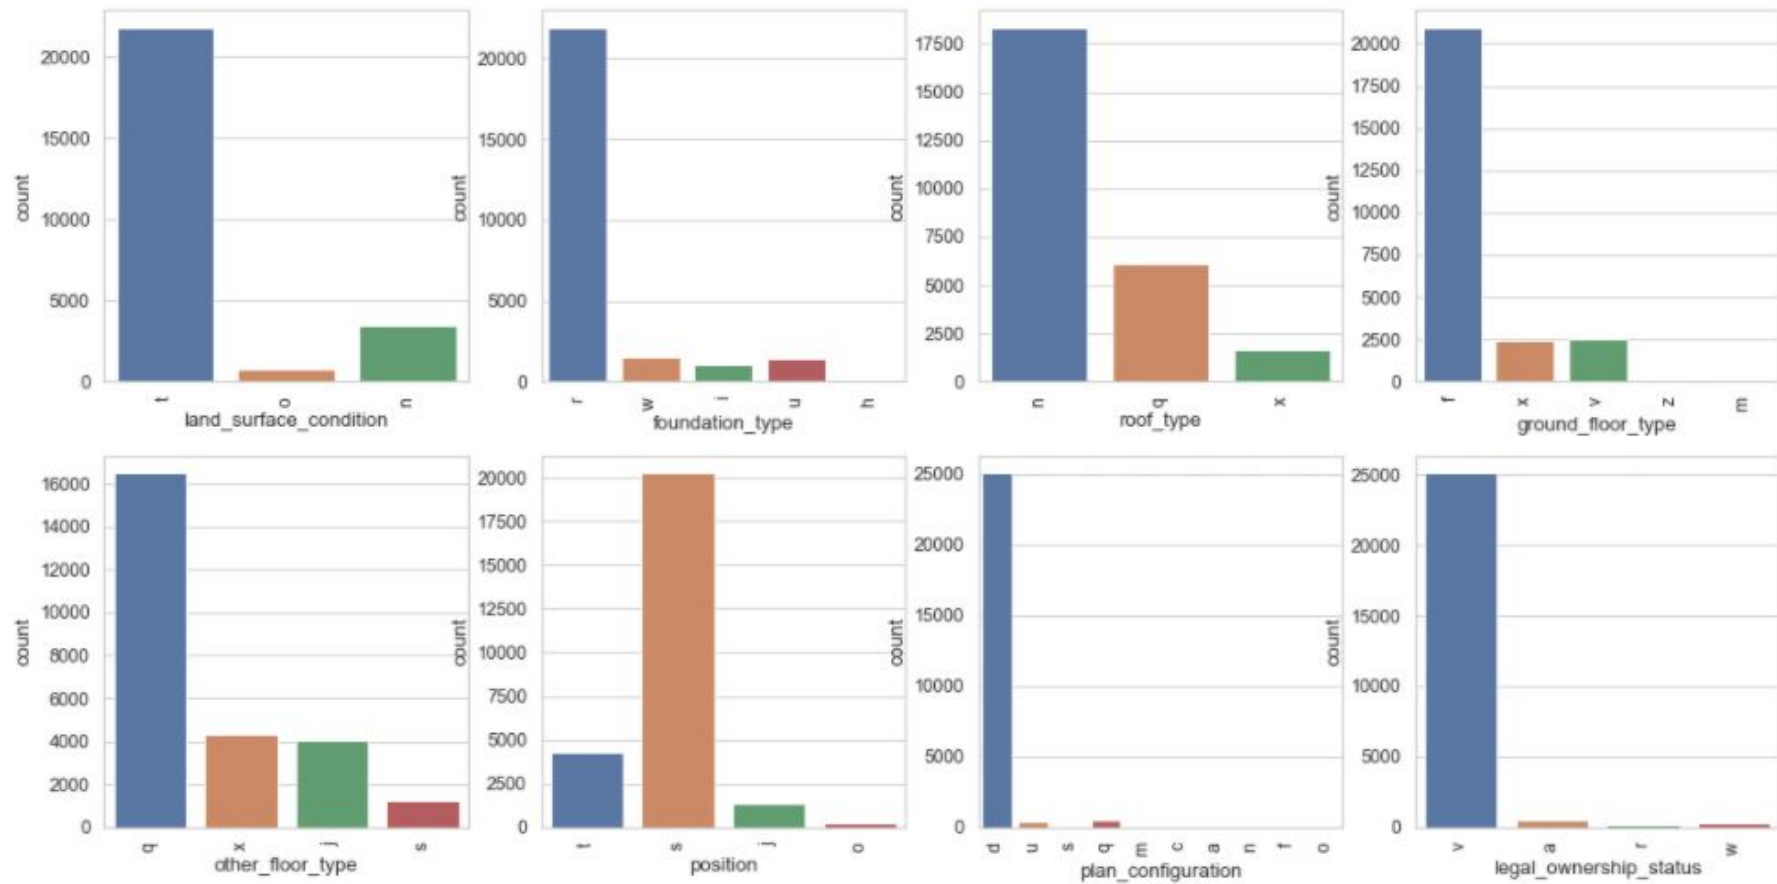 20000
15000
10000
5000
0
count
t o n
land_surface_condition
20000
15000
10000
5000
0
count
r w i u h
foundation_type
17500
15000
12500
10000
7500
5000
2500
0
count
n q x
roof_type
20000
17500
15000
12500
10000
7500
5000
2500
0
count
f x v z m
ground_floor_type
16000
14000
12000
10000
8000
6000
4000
2000
0
count
q x j s
other_floor_type
20000
17500
15000
12500
10000
7500
5000
2500
0
count
t s j o
position
25000
20000
15000
10000
5000
0
count
d u s q m c a n f o
plan_configuration
25000
20000
15000
10000
5000
0
count
v a r w
legal_ownership_status